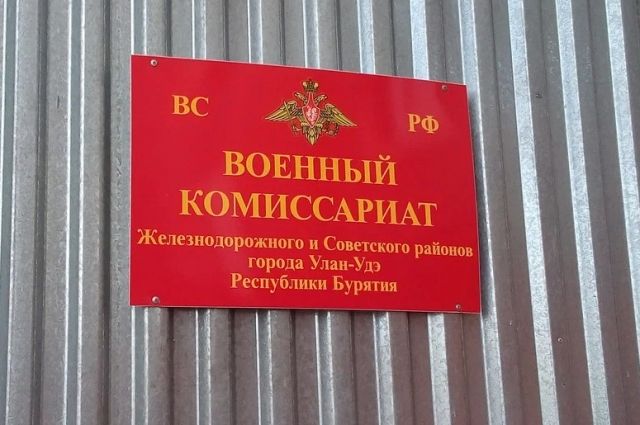 ВС РФ
ВОЕННЫЙ
КОМИССАРИАТ
Железнодорожного и Советского районов
города Улан-Удэ
Республики Бурятия